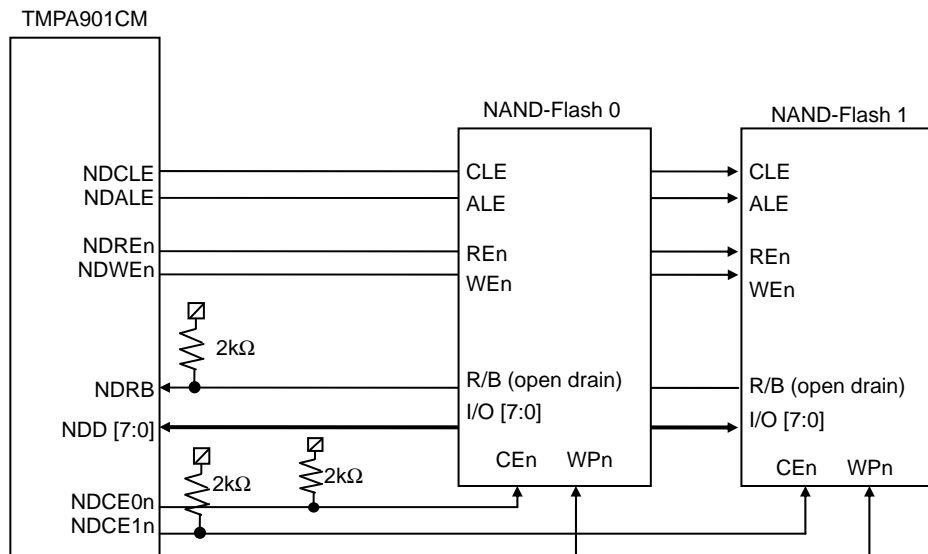 TMPA901CM
NAND-Flash 0
NAND-Flash 1
NDCLE
CLE
CLE
NDALE
ALE
ALE
NDREn
REn
REn
NDWEn
WEn
WEn
2kΩ
NDRB
R/B (open drain)
R/B (open drain)
NDD [7:0]
I/O [7:0]
I/O [7:0]
CEn
WPn
CEn
WPn
2kΩ
2kΩ
NDCE0n
NDCE1n